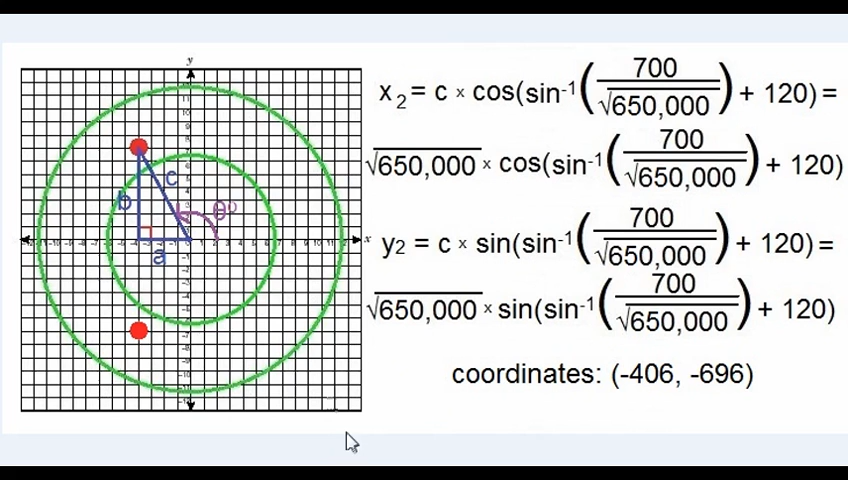 y
x
b
c
a
θ°
x₂ = c × cos(sin⁻¹(700/√650,000) + 120) =
√650,000 × cos(sin⁻¹(700/√650,000) + 120)
y₂ = c × sin(sin⁻¹(700/√650,000) + 120) =
√650,000 × sin(sin⁻¹(700/√650,000) + 120)
coordinates: (-406, -696)